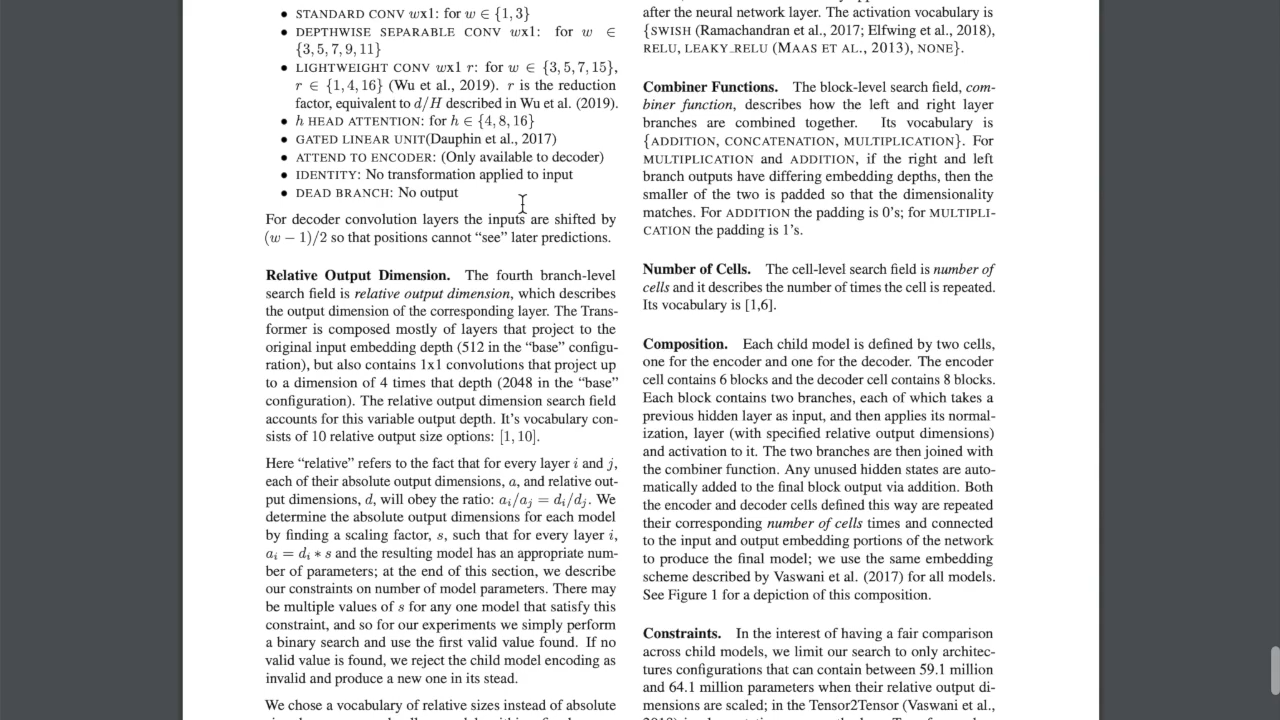 • STANDARD CONV wx1: for w ∈ {1, 3}
• DEPTHWISE SEPARABLE CONV wx1: for w ∈
{3, 5, 7, 9, 11}
• LIGHTWEIGHT CONV wx1 r: for w ∈ {3, 5, 7, 15},
r ∈ {1, 4, 16} (Wu et al., 2019). r is the reduction
factor, equivalent to d/H described in Wu et al. (2019).
• h HEAD ATTENTION: for h ∈ {4, 8, 16}
• GATED LINEAR UNIT(Dauphin et al., 2017)
• ATTEND TO ENCODER: (Only available to decoder)
• IDENTITY: No transformation applied to input
• DEAD BRANCH: No output
For decoder convolution layers the inputs are shifted by
(w − 1)/2 so that positions cannot “see” later predictions.
Relative Output Dimension. The fourth branch-level
search field is relative output dimension, which describes
the output dimension of the corresponding layer. The Trans-
former is composed mostly of layers that project to the
original input embedding depth (512 in the “base” configu-
ration), but also contains 1x1 convolutions that project up
to a dimension of 4 times that depth (2048 in the “base”
configuration). The relative output dimension search field
accounts for this variable output depth. It’s vocabulary con-
sists of 10 relative output size options: [1, 10].
Here “relative” refers to the fact that for every layer i and j,
each of their absolute output dimensions, a, and relative out-
put dimensions, d, will obey the ratio: ai/aj = di/dj. We
determine the absolute output dimensions for each model
by finding a scaling factor, s, such that for every layer i,
ai = di ∗ s and the resulting model has an appropriate num-
ber of parameters; at the end of this section, we describe
our constraints on number of model parameters. There may
be multiple values of s for any one model that satisfy this
constraint, and so for our experiments we simply perform
a binary search and use the first valid value found. If no
valid value is found, we reject the child model encoding as
invalid and produce a new one in its stead.
We chose a vocabulary of relative sizes instead of absolute
after the neural network layer. The activation vocabulary is
{SWISH (Ramachandran et al., 2017; Elfwing et al., 2018),
RELU, LEAKY_RELU (MAAS ET AL., 2013), NONE}.
Combiner Functions. The block-level search field, com-
biner function, describes how the left and right layer
branches are combined together. Its vocabulary is
{ADDITION, CONCATENATION, MULTIPLICATION}. For
MULTIPLICATION and ADDITION, if the right and left
branch outputs have differing embedding depths, then the
smaller of the two is padded so that the dimensionality
matches. For ADDITION the padding is 0’s; for MULTIPLI-
CATION the padding is 1’s.
Number of Cells. The cell-level search field is number of
cells and it describes the number of times the cell is repeated.
Its vocabulary is [1,6].
Composition. Each child model is defined by two cells,
one for the encoder and one for the decoder. The encoder
cell contains 6 blocks and the decoder cell contains 8 blocks.
Each block contains two branches, each of which takes a
previous hidden layer as input, and then applies its normal-
ization, layer (with specified relative output dimensions)
and activation to it. The two branches are then joined with
the combiner function. Any unused hidden states are auto-
matically added to the final block output via addition. Both
the encoder and decoder cells defined this way are repeated
their corresponding number of cells times and connected
to the input and output embedding portions of the network
to produce the final model; we use the same embedding
scheme described by Vaswani et al. (2017) for all models.
See Figure 1 for a depiction of this composition.
Constraints. In the interest of having a fair comparison
across child models, we limit our search to only architec-
tures configurations that can contain between 59.1 million
and 64.1 million parameters when their relative output di-
mensions are scaled; in the Tensor2Tensor (Vaswani et al.,